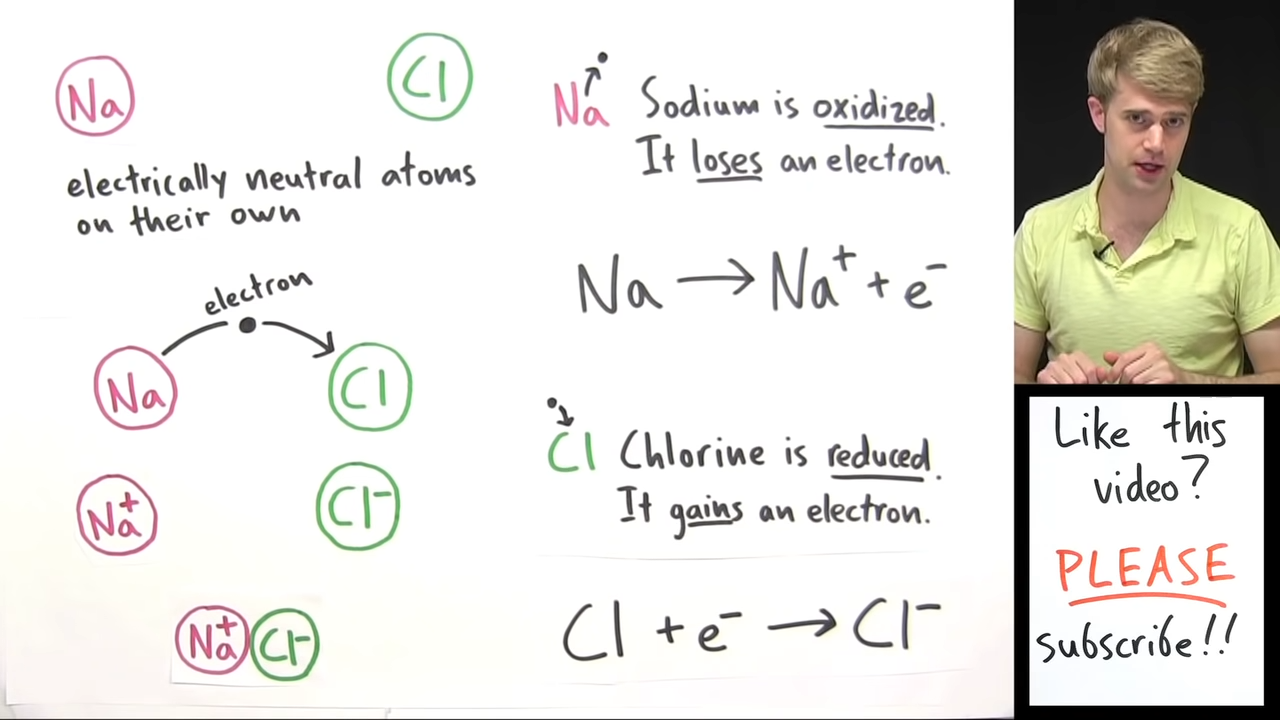 Na
Cl
electrically neutral atoms
on their own
electron
Na
Cl
Na⁺
Cl⁻
Na⁺ Cl⁻
Na Sodium is oxidized.
It loses an electron.
Na → Na⁺ + e⁻
Cl Chlorine is reduced.
It gains an electron.
Cl + e⁻ → Cl⁻
Like this
video?
PLEASE
subscribe!!